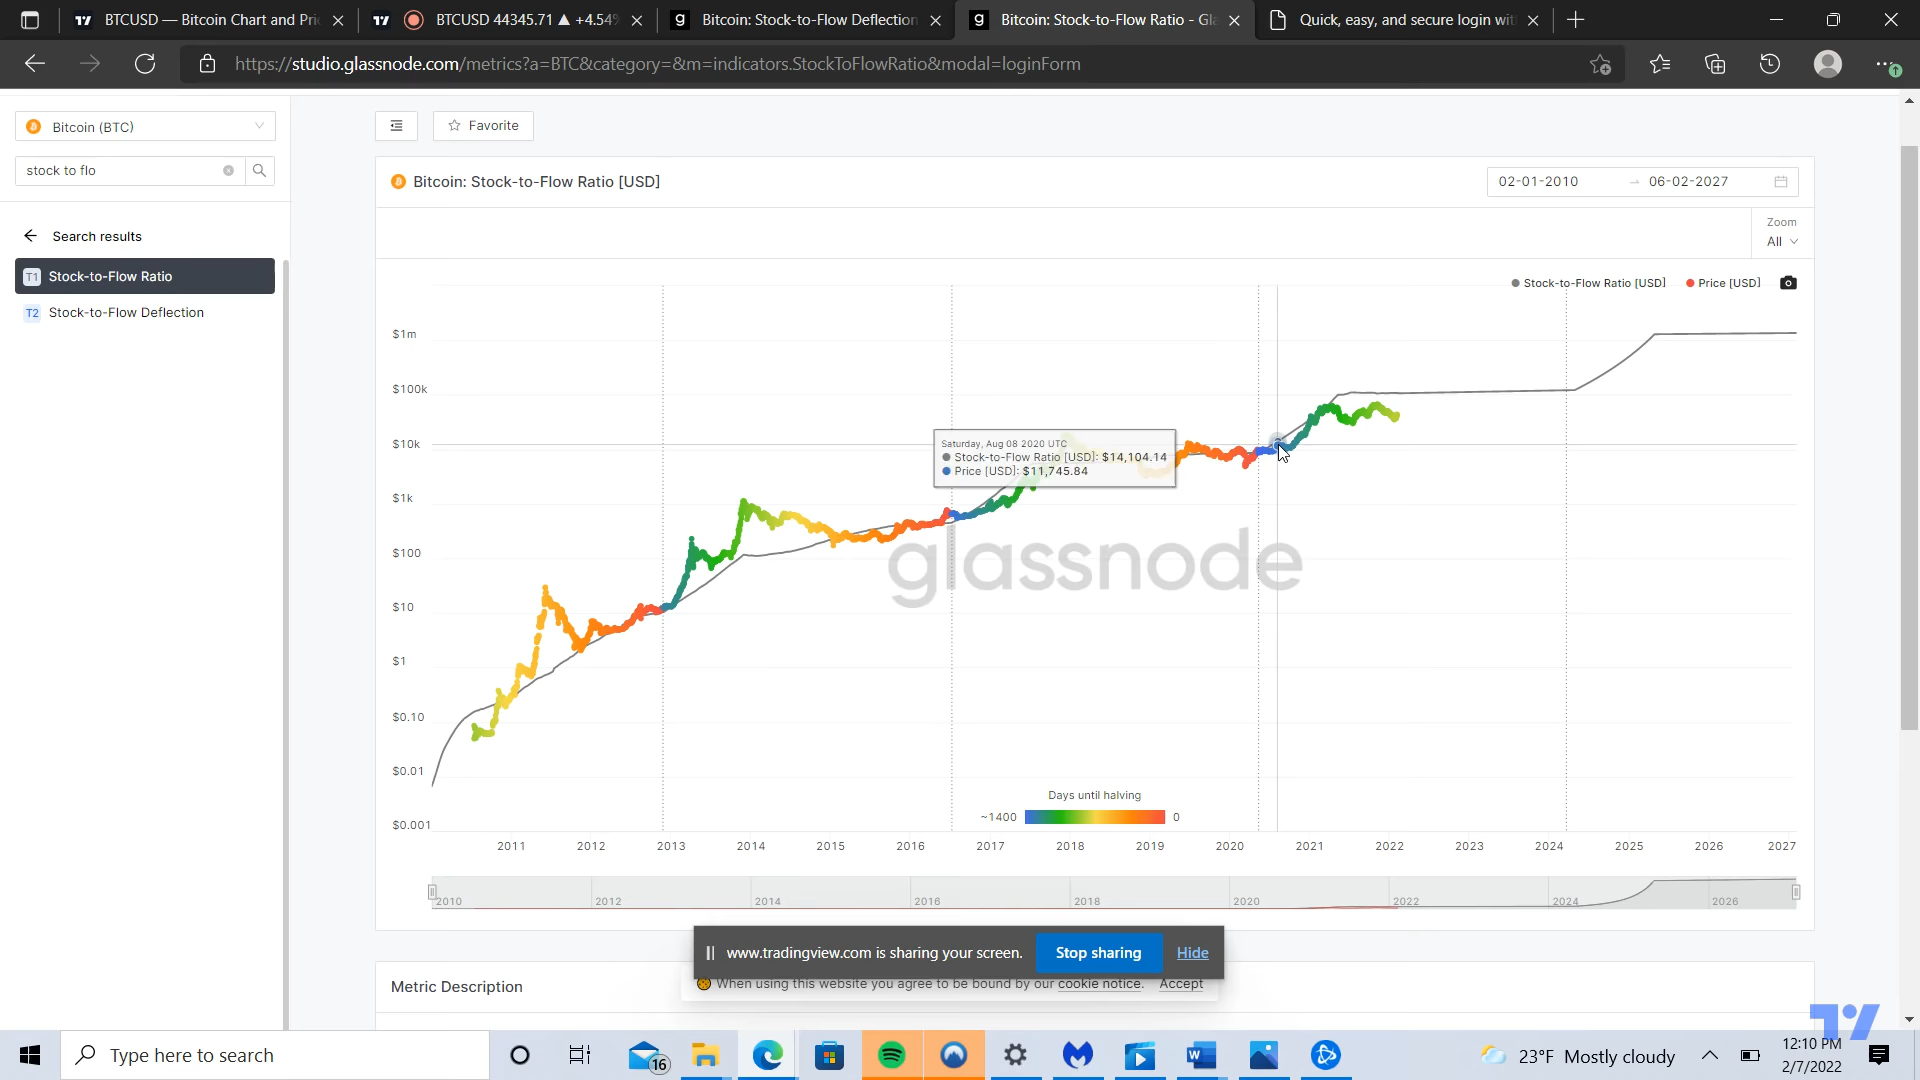 BTCUSD — Bitcoin Chart and Pri
BTCUSD 44345.71 ▲ +4.54%
Bitcoin: Stock-to-Flow Deflection
Bitcoin: Stock-to-Flow Ratio - Gla
Quick, easy, and secure login wit
https://studio.glassnode.com/metrics?a=BTC&category=&m=indicators.StockToFlowRatio&modal=loginForm
Bitcoin (BTC)
Favorite
stock to flo
Bitcoin: Stock-to-Flow Ratio [USD]
02-01-2010 → 06-02-2027
Search results
Zoom
All
T1 Stock-to-Flow Ratio
T2 Stock-to-Flow Deflection
Stock-to-Flow Ratio [USD] Price [USD]
$1m
$100k
$10k
$1k
$100
$10
$1
$0.10
$0.01
$0.001
Saturday, Aug 08 2020 UTC
Stock-to-Flow Ratio [USD]: $14,104.14
Price [USD]: $11,745.84
glassnode
Days until halving
~1400 0
2011 2012 2013 2014 2015 2016 2017 2018 2019 2020 2021 2022 2023 2024 2025 2026 2027
2010 2012 2014 2016 2018 2020 2022 2024 2026
www.tradingview.com is sharing your screen. Stop sharing Hide
When using this website you agree to be bound by our cookie notice. Accept
Metric Description
Type here to search
16
23°F Mostly cloudy
12:10 PM
2/7/2022